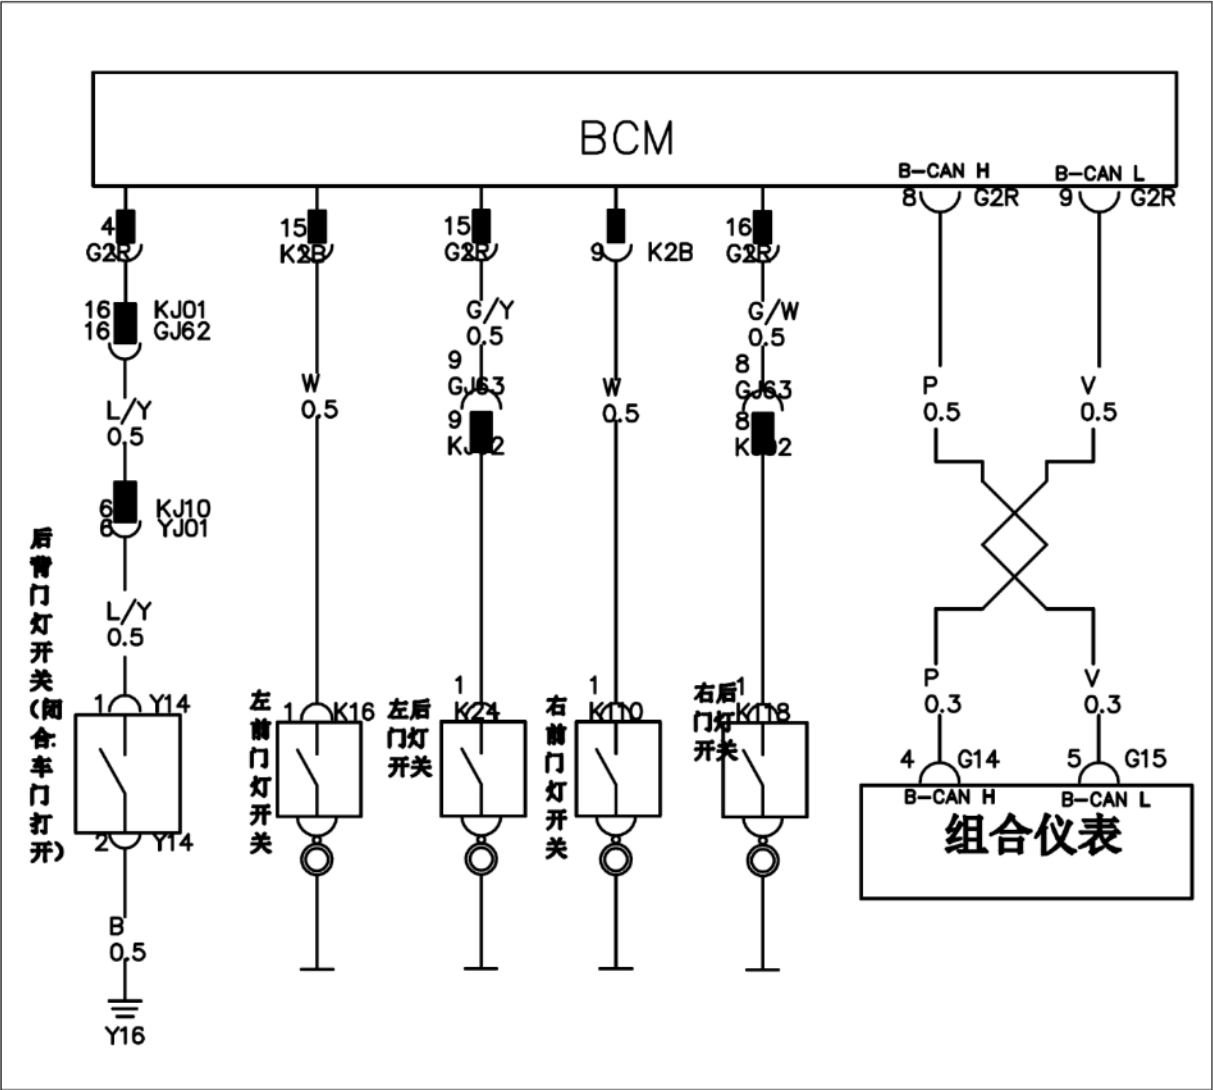 BCM
B-CAN H
B-CAN L
8
G2R
9
G2R
4
G2R
15
K2B
15
G2R
9
K2B
16
G2R
16
KJ01
16
GJ62
G/Y
0.5
G/W
0.5
9
GJ63
9
8
GJ63
8
L/Y
0.5
W
0.5
W
0.5
P
0.5
V
0.5
6
KJ10
6
YJ01
后背门灯开关(闭合:车门打开)
L/Y
0.5
1
Y14
左前门灯开关
1
K16
左后
门灯
开关
1
K24
右前门灯开关
1
K110
右后
门灯
开关
1
K118
P
0.3
V
0.3
4
G14
5
G15
B-CAN H
B-CAN L
组合仪表
2
Y14
B
0.5
Y16